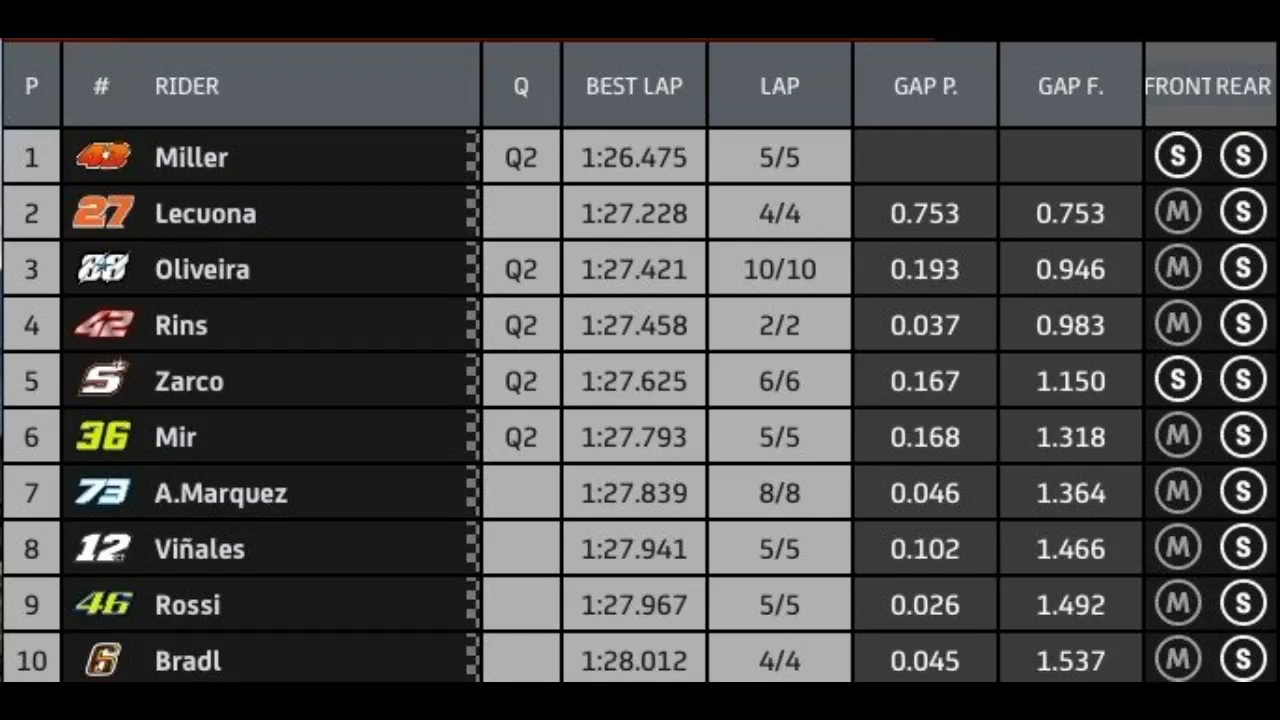 P # RIDER Q BEST LAP LAP GAP P. GAP F. FRONT REAR
1 43 Miller Q2 1:26.475 5/5 S S
2 27 Lecuona 1:27.228 4/4 0.753 0.753 M S
3 88 Oliveira Q2 1:27.421 10/10 0.193 0.946 M S
4 42 Rins Q2 1:27.458 2/2 0.037 0.983 M S
5 5 Zarco Q2 1:27.625 6/6 0.167 1.150 S S
6 36 Mir Q2 1:27.793 5/5 0.168 1.318 M S
7 73 A.Marquez 1:27.839 8/8 0.046 1.364 M S
8 12 Viñales 1:27.941 5/5 0.102 1.466 M S
9 46 Rossi 1:27.967 5/5 0.026 1.492 M S
10 6 Bradl 1:28.012 4/4 0.045 1.537 M S